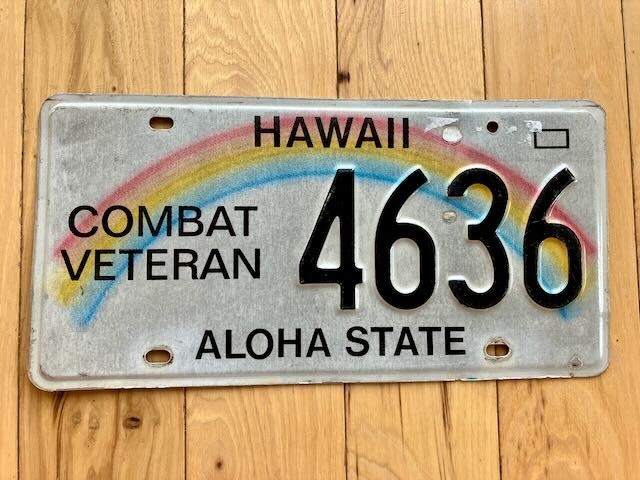 HAWAII
COMBAT
VETERAN
4636
ALOHA STATE